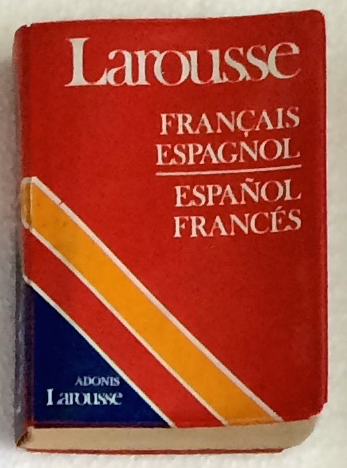 Larousse
FRANÇAIS
ESPAGNOL
ESPAÑOL
FRANCÉS
ADONIS
Larousse